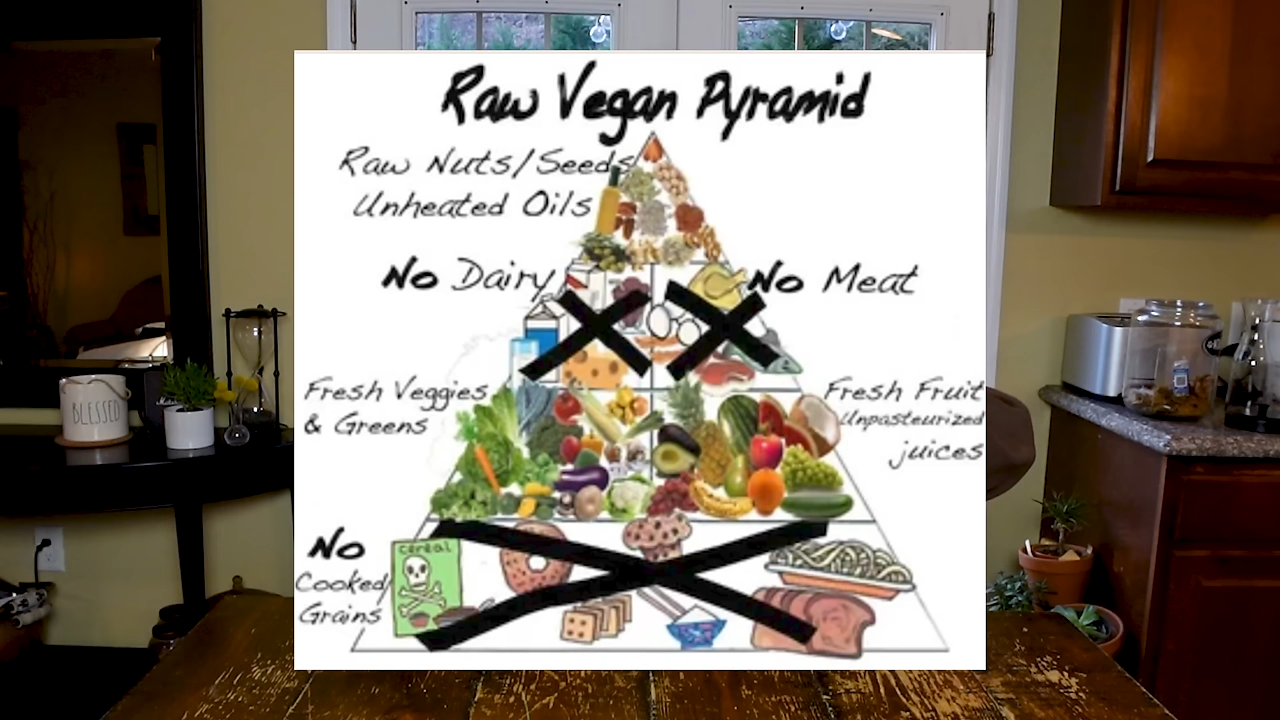 Raw Vegan Pyramid
Raw Nuts/Seeds
Unheated Oils
No Dairy
No Meat
Fresh Veggies
& Greens
Fresh Fruit
Unpasteurized
juices
No
Cooked
Grains
cereal
BLESSED